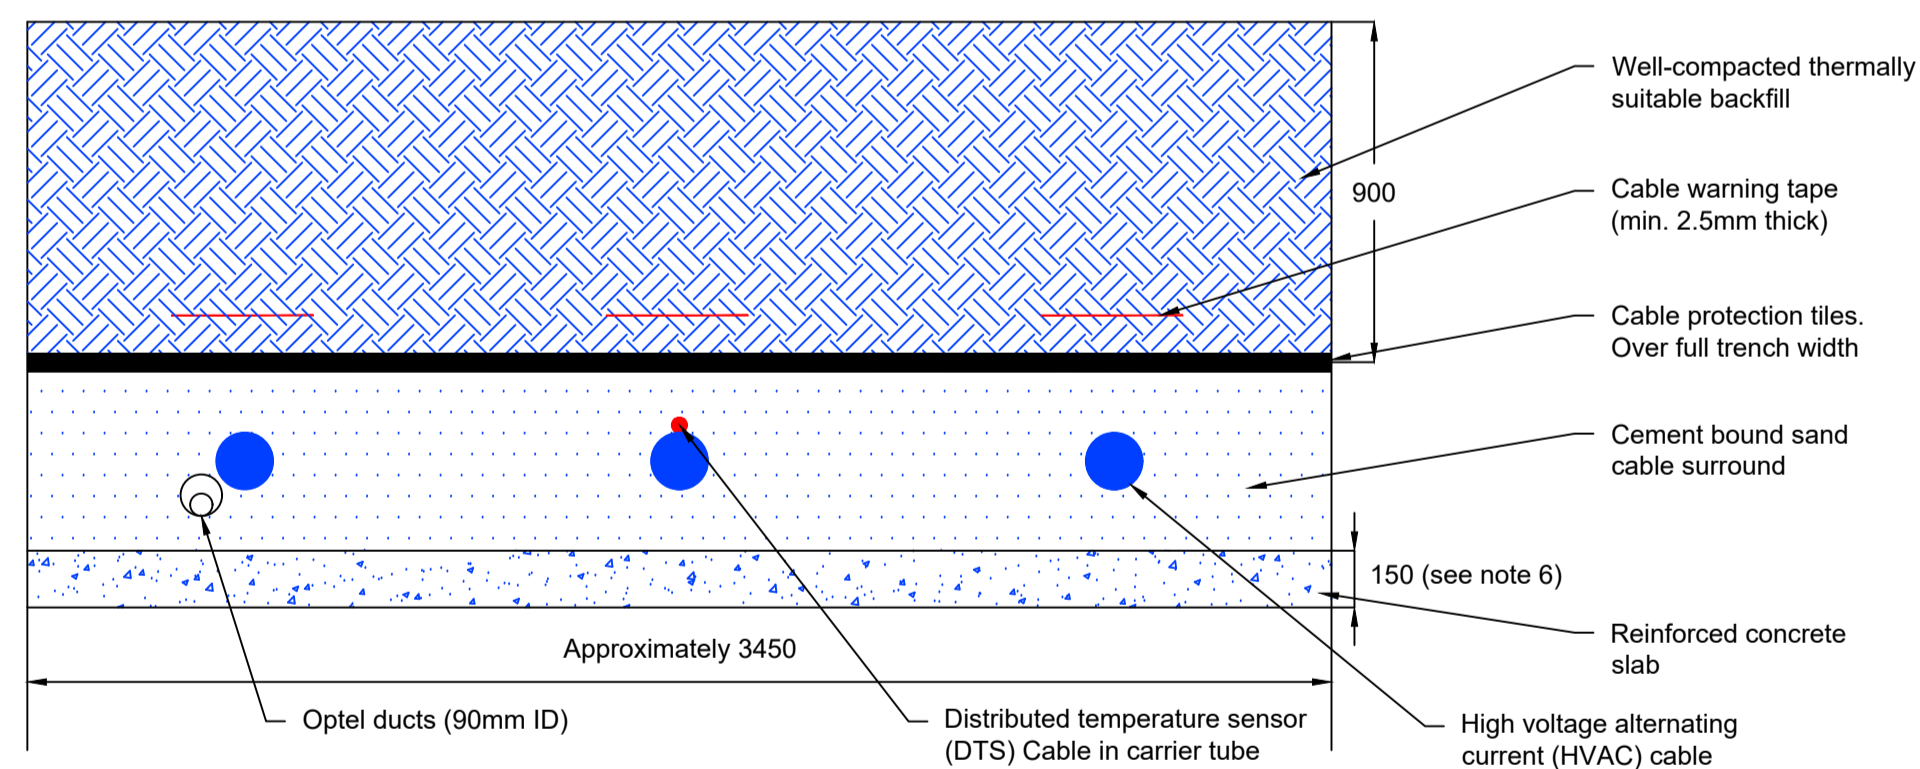 Well-compacted thermally
suitable backfill
900
Cable warning tape
(min. 2.5mm thick)
Cable protection tiles.
Over full trench width
Cement bound sand
cable surround
150 (see note 6)
Reinforced concrete
slab
Approximately 3450
Optel ducts (90mm ID)
Distributed temperature sensor
(DTS) Cable in carrier tube
High voltage alternating
current (HVAC) cable